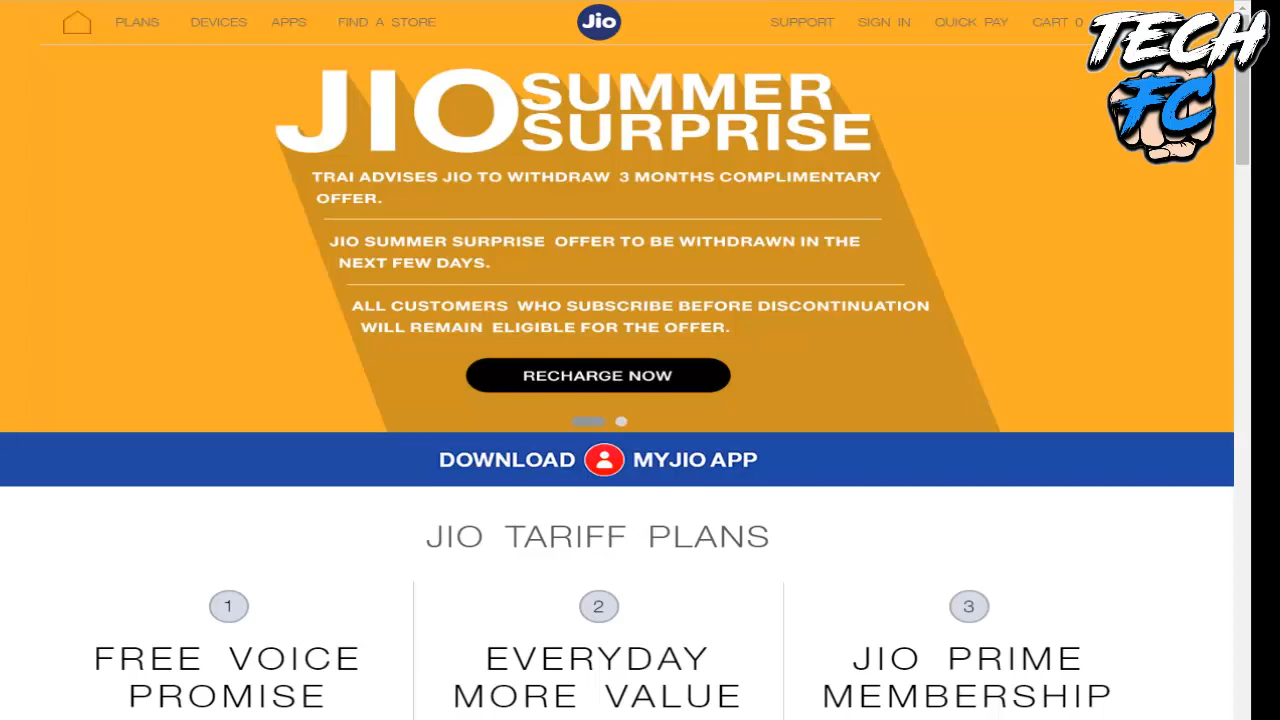 PLANS DEVICES APPS FIND A STORE Jio SUPPORT SIGN IN QUICK PAY CART 0
TECH
FC
JIO SUMMER
SURPRISE
TRAI ADVISES JIO TO WITHDRAW 3 MONTHS COMPLIMENTARY
OFFER.
JIO SUMMER SURPRISE OFFER TO BE WITHDRAWN IN THE
NEXT FEW DAYS.
ALL CUSTOMERS WHO SUBSCRIBE BEFORE DISCONTINUATION
WILL REMAIN ELIGIBLE FOR THE OFFER.
RECHARGE NOW
DOWNLOAD MYJIO APP
JIO TARIFF PLANS
1
FREE VOICE
PROMISE
2
EVERYDAY
MORE VALUE
3
JIO PRIME
MEMBERSHIP